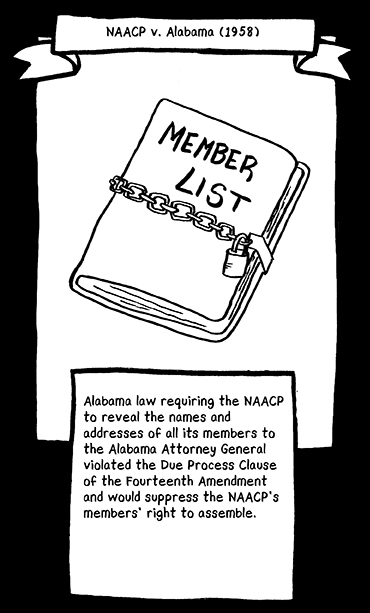 NAACP v. Alabama (1958)
MEMBER
LIST
Alabama law requiring the NAACP
to reveal the names and
addresses of all its members to
the Alabama Attorney General
violated the Due Process Clause
of the Fourteenth Amendment
and would suppress the NAACP's
members' right to assemble.